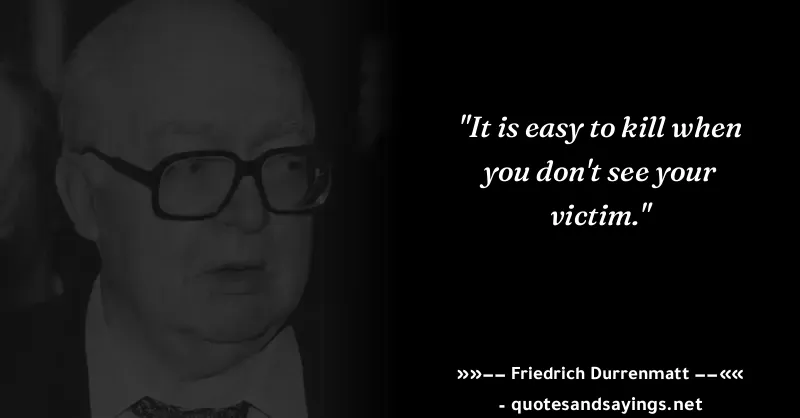 "It is easy to kill when
you don't see your
victim."
»»−− Friedrich Durrenmatt −−««
- quotesandsayings.net